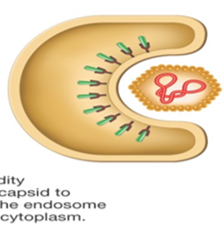 dity
capsid to
he endosome
cytoplasm.